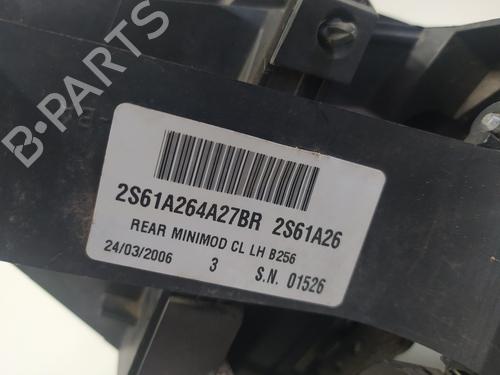 B-PARTS
2S61A264A27BR 2S61A26
REAR MINIMOD CL LH B256
24/03/2006 3 S.N. 01526